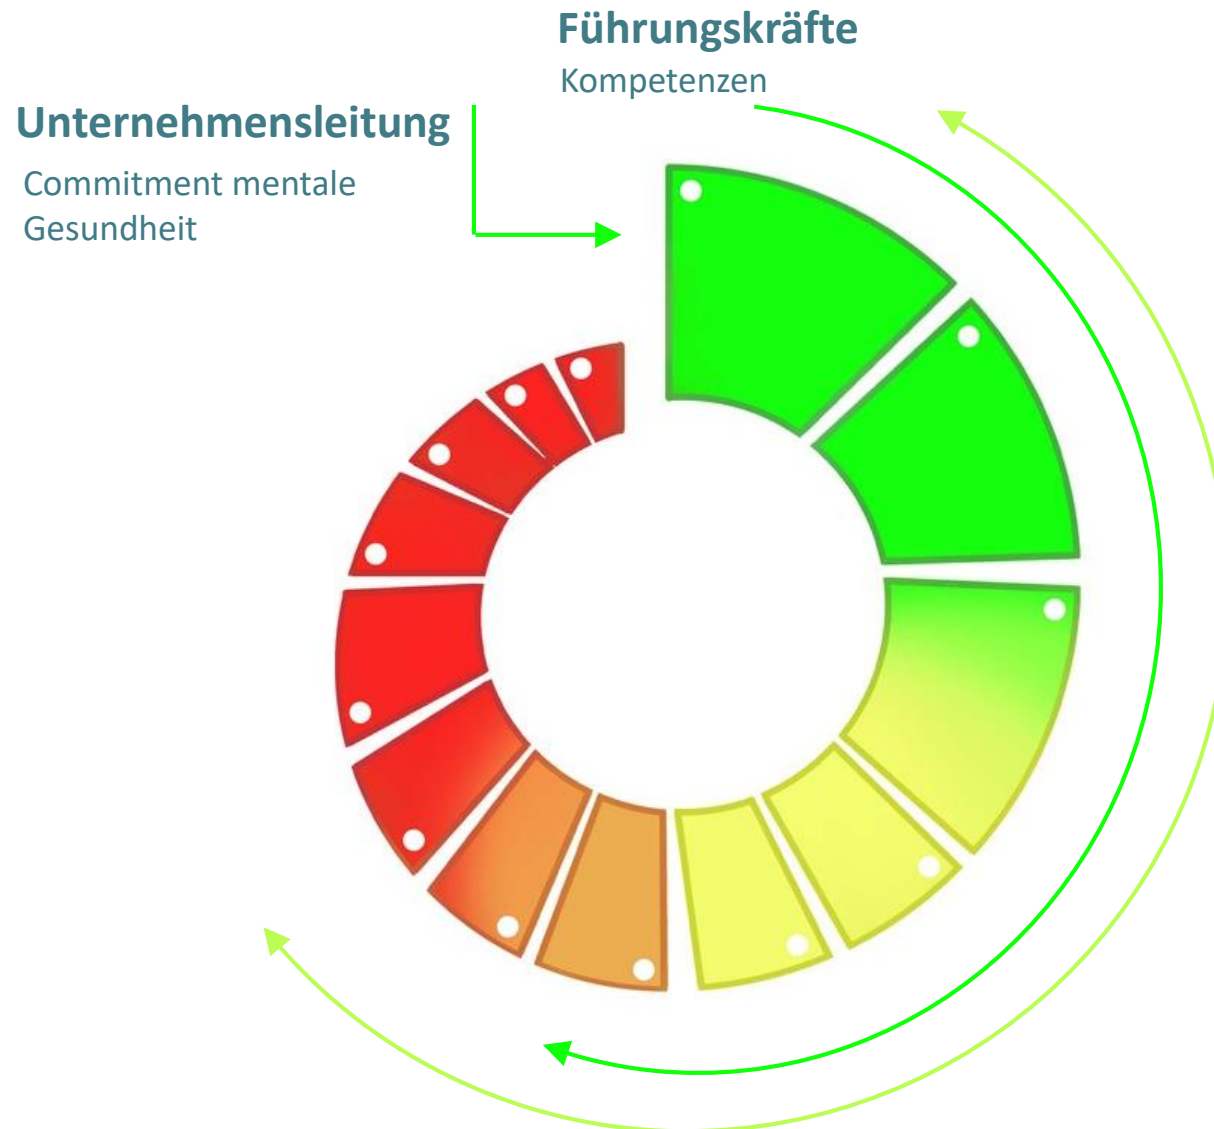 Führungskräfte
Kompetenzen
Unternehmensleitung
Commitment mentale
Gesundheit